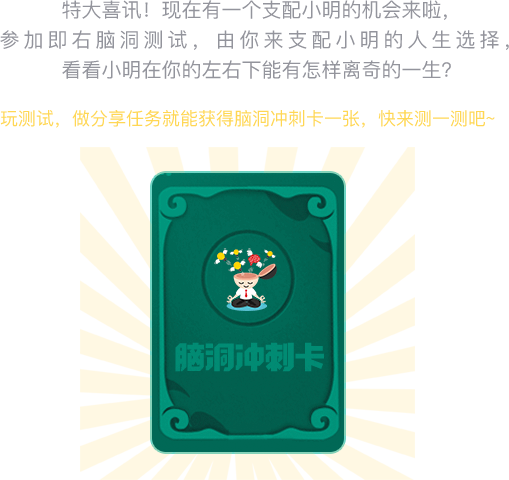 特大喜讯！现在有一个支配小明的机会来啦，
参加即右脑洞测试，由你来支配小明的人生选择，
看看小明在你的左右下能有怎样离奇的一生？
玩测试，做分享任务就能获得脑洞冲刺卡一张，快来测一测吧~
脑洞冲刺卡